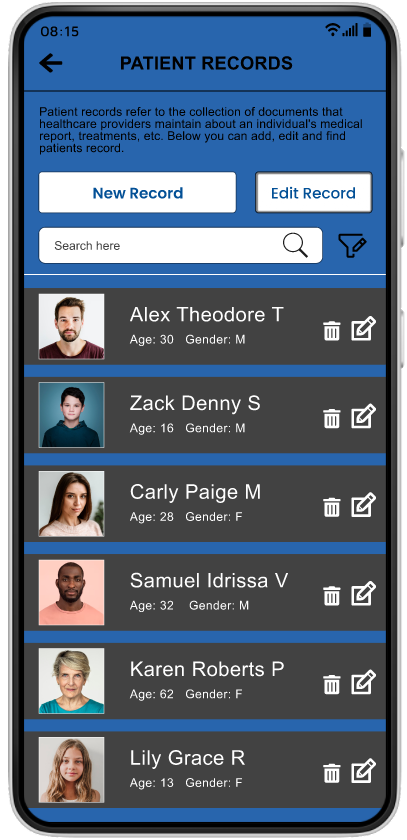 08:15
PATIENT RECORDS
Patient records refer to the collection of documents that
healthcare providers maintain about an individual's medical
report, treatments, etc. Below you can add, edit and find
patients record.
New Record
Edit Record
Search here
Alex Theodore T
Age: 30 Gender: M
Zack Denny S
Age: 16 Gender: M
Carly Paige M
Age: 28 Gender: F
Samuel Idrissa V
Age: 32 Gender: M
Karen Roberts P
Age: 62 Gender: F
Lily Grace R
Age: 13 Gender: F